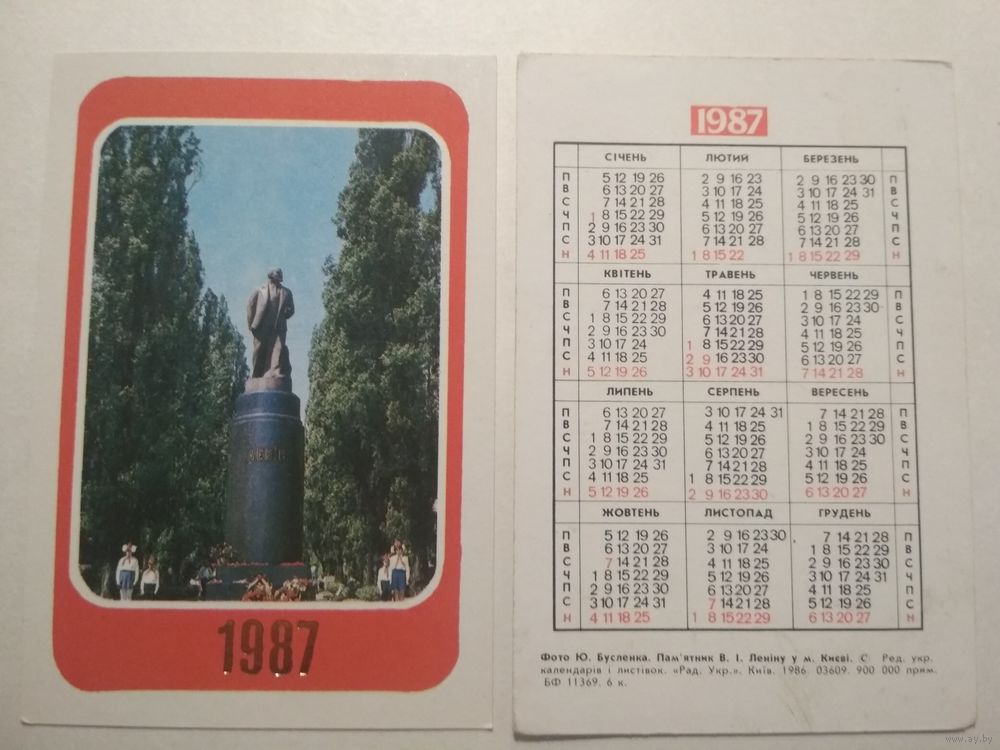 ЛЕНІН
1987
1987
СІЧЕНЬ ЛЮТИЙ БЕРЕЗЕНЬ
П 5 12 19 26 2 9 16 23 2 9 16 23 30 П
В 6 13 20 27 3 10 17 24 3 10 17 24 31 В
С 7 14 21 28 4 11 18 25 4 11 18 25 С
Ч 1 8 15 22 29 5 12 19 26 5 12 19 26 Ч
П 2 9 16 23 30 6 13 20 27 6 13 20 27 П
С 3 10 17 24 31 7 14 21 28 7 14 21 28 С
Н 4 11 18 25 1 8 15 22 1 8 15 22 29 Н
КВІТЕНЬ ТРАВЕНЬ ЧЕРВЕНЬ
П 6 13 20 27 4 11 18 25 1 8 15 22 29 П
В 7 14 21 28 5 12 19 26 2 9 16 23 30 В
С 1 8 15 22 29 6 13 20 27 3 10 17 24 С
Ч 2 9 16 23 30 7 14 21 28 4 11 18 25 Ч
П 3 10 17 24 1 8 15 22 29 5 12 19 26 П
С 4 11 18 25 2 9 16 23 30 6 13 20 27 С
Н 5 12 19 26 3 10 17 24 31 7 14 21 28 Н
ЛИПЕНЬ СЕРПЕНЬ ВЕРЕСЕНЬ
П 6 13 20 27 3 10 17 24 31 7 14 21 28 П
В 7 14 21 28 4 11 18 25 1 8 15 22 29 В
С 1 8 15 22 29 5 12 19 26 2 9 16 23 30 С
Ч 2 9 16 23 30 6 13 20 27 3 10 17 24 Ч
П 3 10 17 24 31 7 14 21 28 4 11 18 25 П
С 4 11 18 25 1 8 15 22 29 5 12 19 26 С
Н 5 12 19 26 2 9 16 23 30 6 13 20 27 Н
ЖОВТЕНЬ ЛИСТОПАД ГРУДЕНЬ
П 5 12 19 26 2 9 16 23 30 7 14 21 28 П
В 6 13 20 27 3 10 17 24 1 8 15 22 29 В
С 7 14 21 28 4 11 18 25 2 9 16 23 30 С
Ч 1 8 15 22 29 5 12 19 26 3 10 17 24 31 Ч
П 2 9 16 23 30 6 13 20 27 4 11 18 25 П
С 3 10 17 24 31 7 14 21 28 5 12 19 26 С
Н 4 11 18 25 1 8 15 22 29 6 13 20 27 Н
Фото Ю. Бусленка. Пам'ятник В. І. Леніну у м. Києві. © Ред. укр.
календарів і листівок. «Рад. Укр.». Київ. 1986. 03609. 900 000 прим.
БФ 11369. 6 к.
www.ay.by